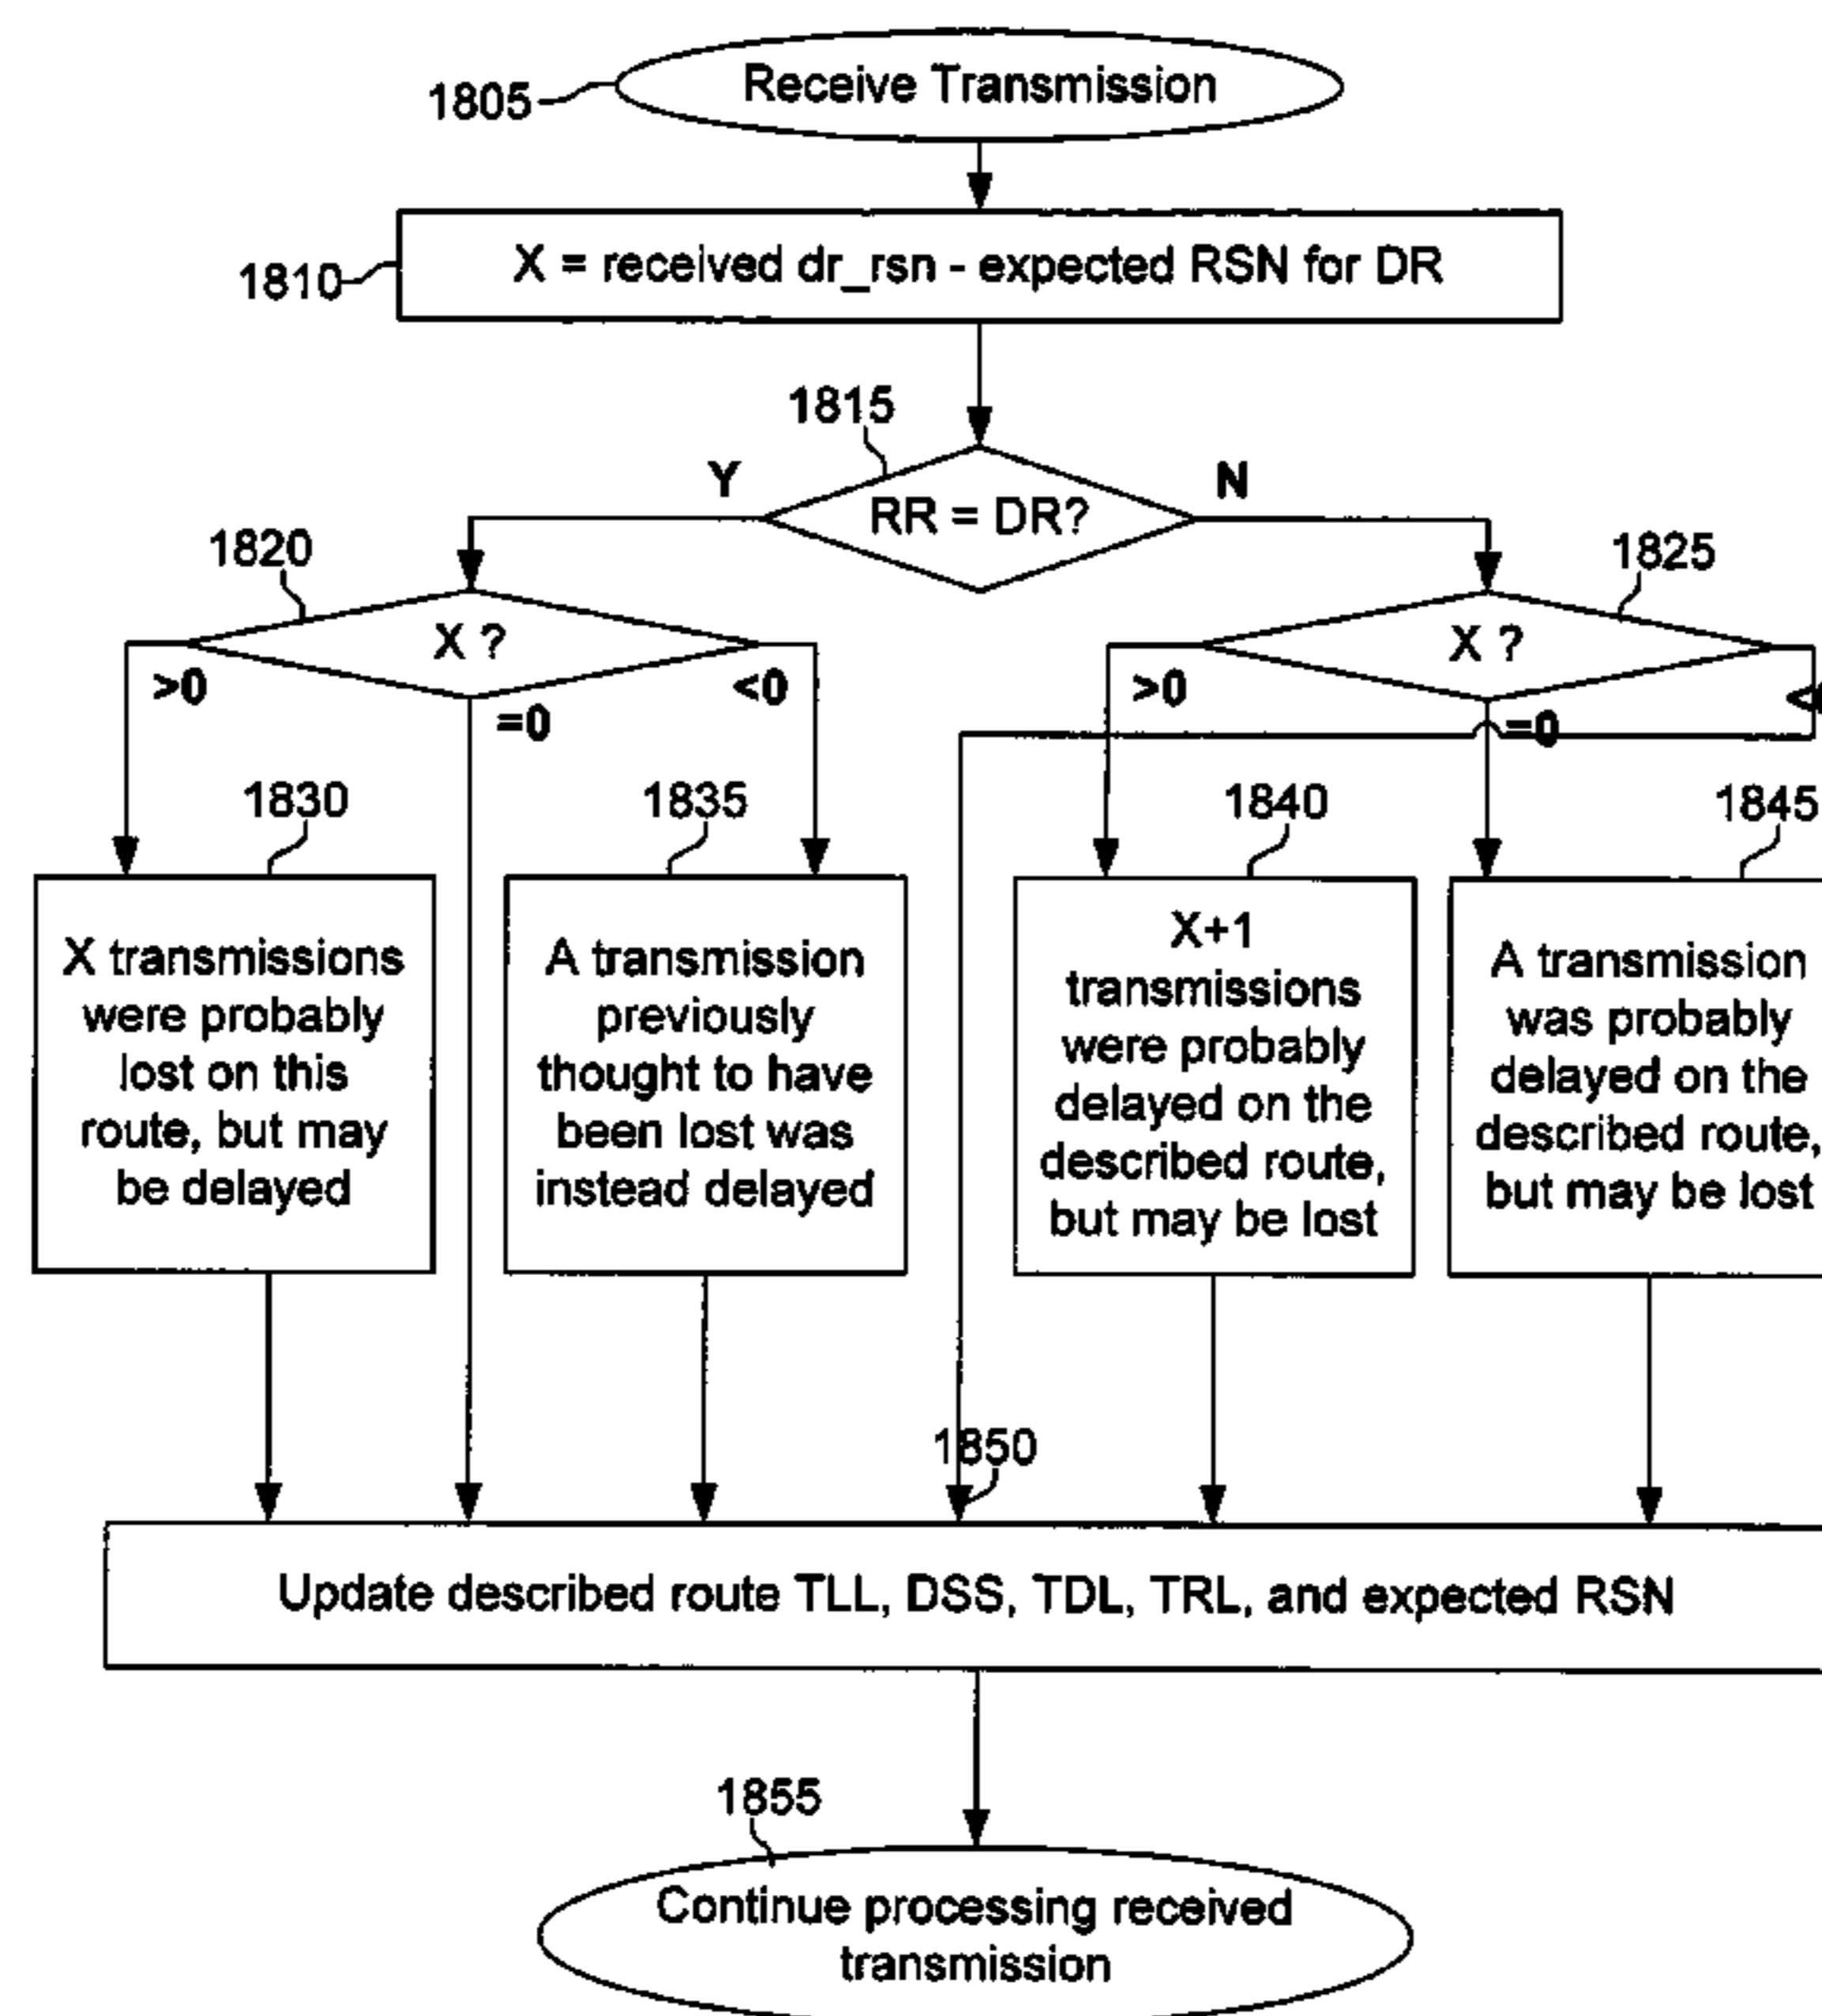 Receive Transmission
1805
1810
X = received dr_rsn - expected RSN for DR
1815
Y
N
RR = DR?
1820
1825
X ?
X ?
>0
<0
=0
>0
=0
1830
1835
1840
1845
X transmissions
were probably
lost on this
route, but may
be delayed
A transmission
previously
thought to have
been lost was
instead delayed
X+1
transmissions
were probably
delayed on the
described route,
but may be lost
A transmission
was probably
delayed on the
described route,
but may be lost
1850
Update described route TLL, DSS, TDL, TRL, and expected RSN
1855
Continue processing received
transmission